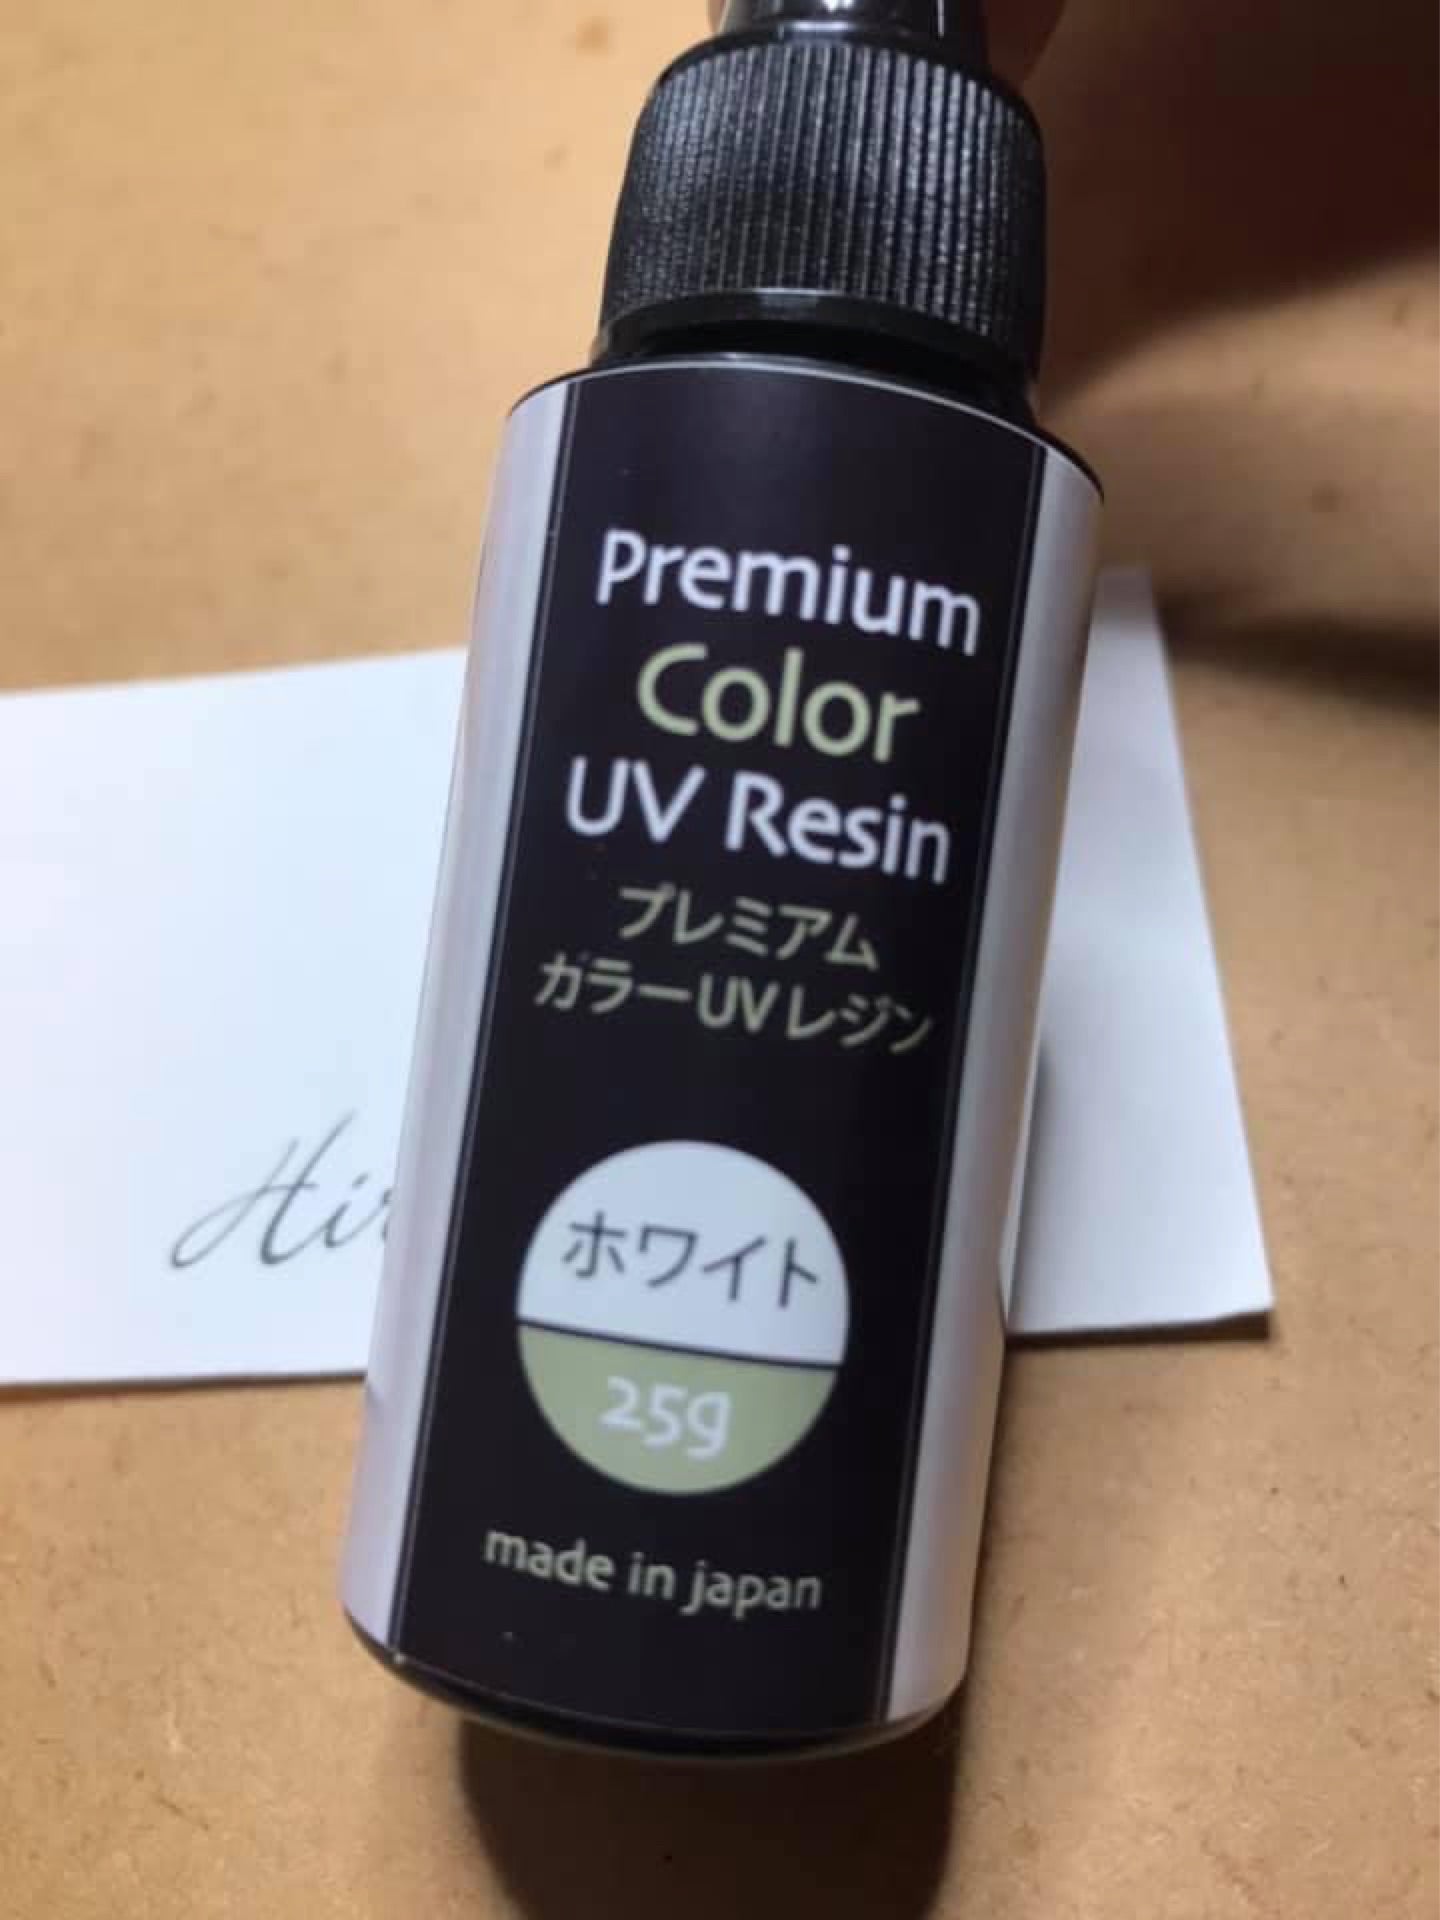 Premium
Color
UV Resin
プレミアム
カラーUVレジン
ホワイト
25g
made in japan